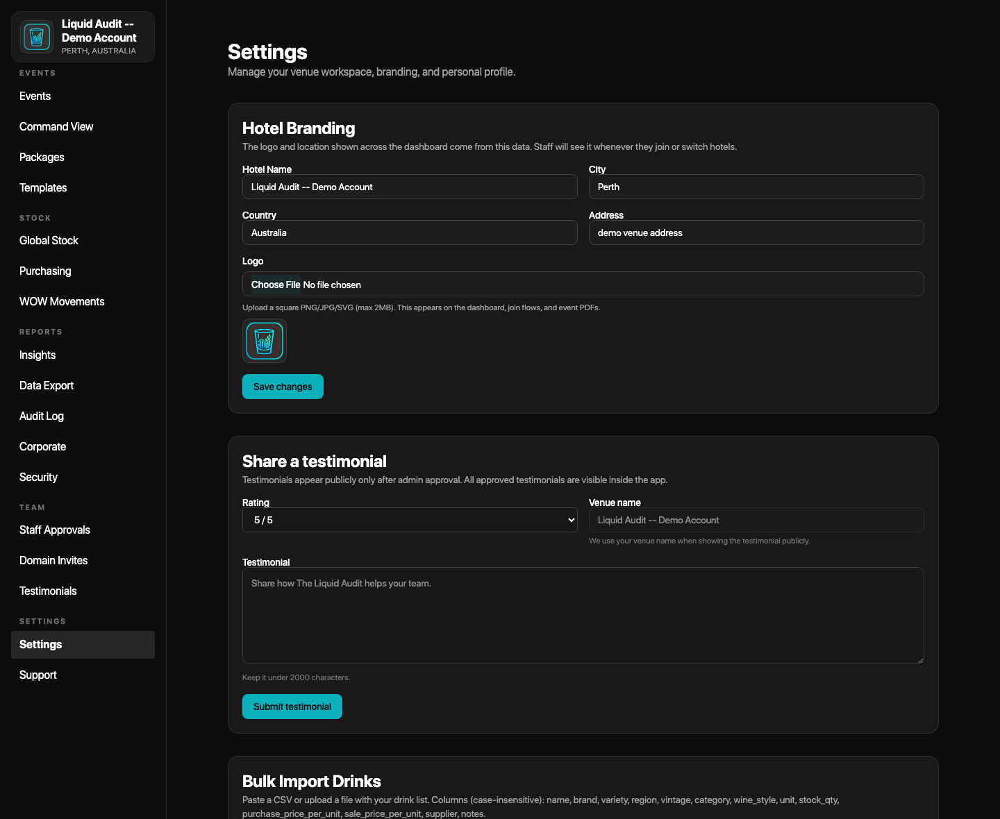 Liquid Audit --
Demo Account
PERTH, AUSTRALIA
EVENTS
Events
Command View
Packages
Templates
STOCK
Global Stock
Purchasing
WOW Movements
REPORTS
Insights
Data Export
Audit Log
Corporate
Security
TEAM
Staff Approvals
Domain Invites
Testimonials
SETTINGS
Settings
Support
Settings
Manage your venue workspace, branding, and personal profile.
Hotel Branding
The logo and location shown across the dashboard come from this data. Staff will see it whenever they join or switch hotels.
Hotel Name
Liquid Audit -- Demo Account
City
Perth
Country
Australia
Address
demo venue address
Logo
Choose File No file chosen
Upload a square PNG/JPG/SVG (max 2MB). This appears on the dashboard, join flows, and event PDFs.
Save changes
Share a testimonial
Testimonials appear publicly only after admin approval. All approved testimonials are visible inside the app.
Rating
5 / 5
Venue name
Liquid Audit -- Demo Account
We use your venue name when showing the testimonial publicly.
Testimonial
Share how The Liquid Audit helps your team.
Keep it under 2000 characters.
Submit testimonial
Bulk Import Drinks
Paste a CSV or upload a file with your drink list. Columns (case-insensitive): name, brand, variety, region, vintage, category, wine_style, unit, stock_qty,
purchase_price_per_unit, sale_price_per_unit, supplier, notes.